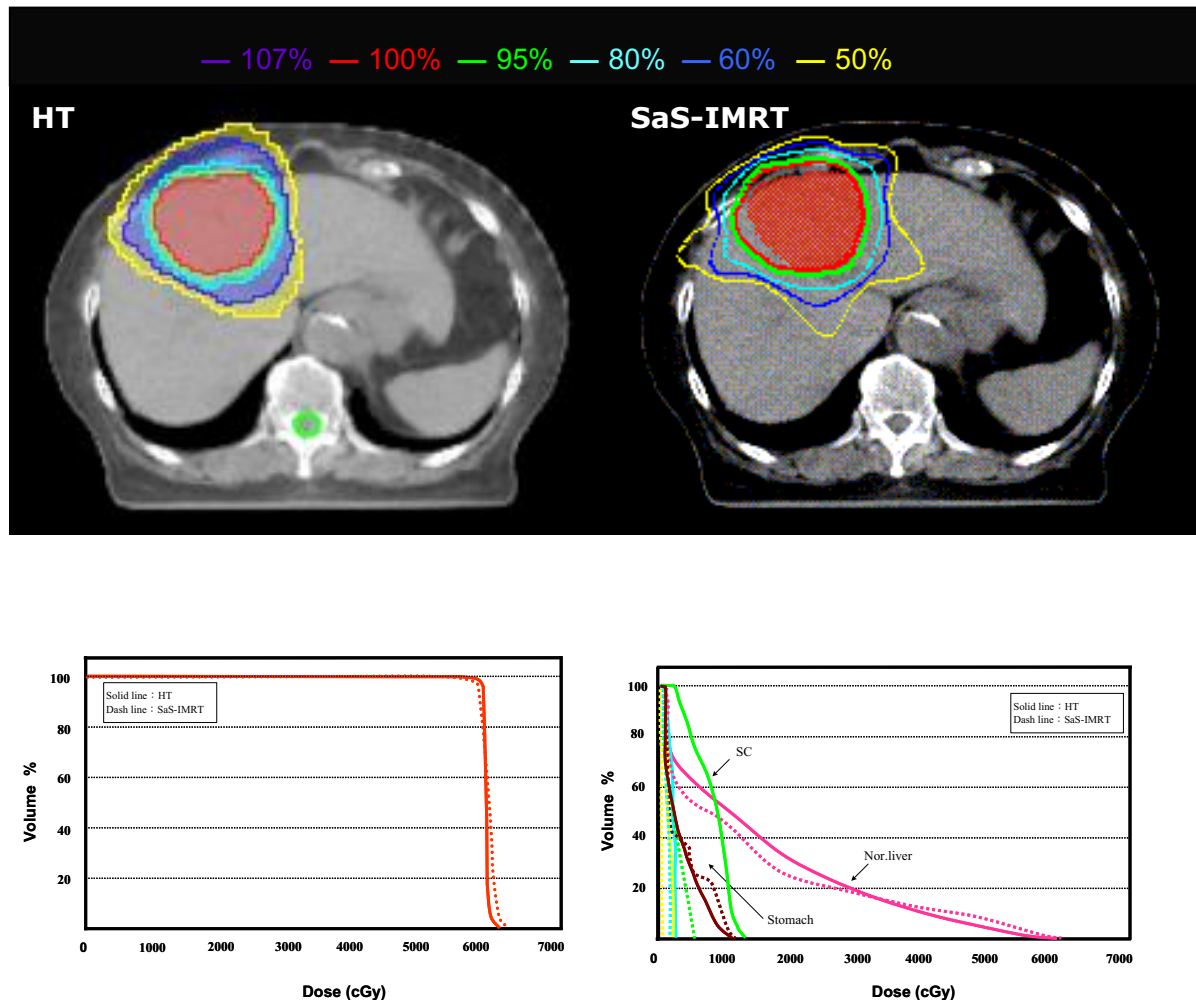 107% 100% 95% 80% 60% 50%
HT
SaS-IMRT
100
80
60
40
20
Volume %
Solid line：HT
Dash line：SaS-IMRT
0 1000 2000 3000 4000 5000 6000 7000
Dose (cGy)
100
80
60
40
20
Volume %
Solid line：HT
Dash line：SaS-IMRT
SC
Nor.liver
Stomach
0 1000 2000 3000 4000 5000 6000 7000
Dose (cGy)